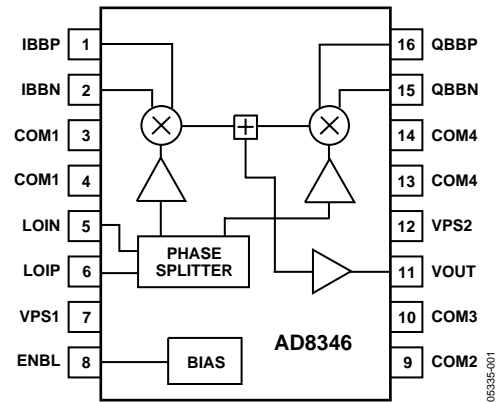 IBBP 1
IBBN 2
COM1 3
COM1 4
LOIN 5
LOIP 6
VPS1 7
ENBL 8
PHASE
SPLITTER
BIAS
AD8346
16 QBBP
15 QBBN
14 COM4
13 COM4
12 VPS2
11 VOUT
10 COM3
9 COM2
05335-001